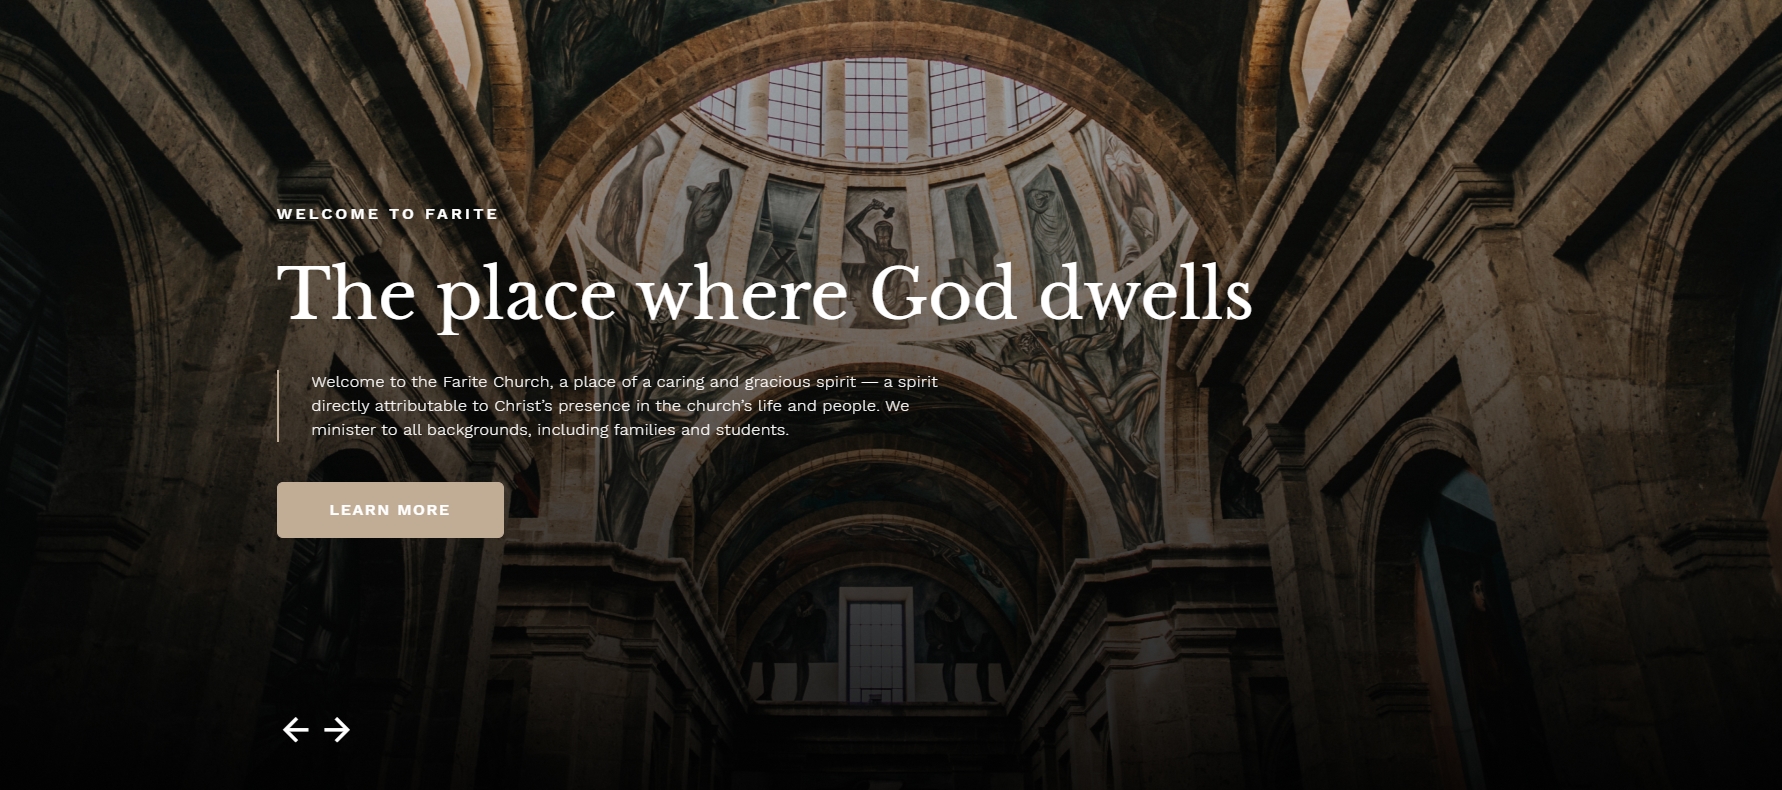 WELCOME TO FARITE
The place where God dwells
Welcome to the Farite Church, a place of a caring and gracious spirit — a spirit
directly attributable to Christ’s presence in the church’s life and people. We
minister to all backgrounds, including families and students.
LEARN MORE